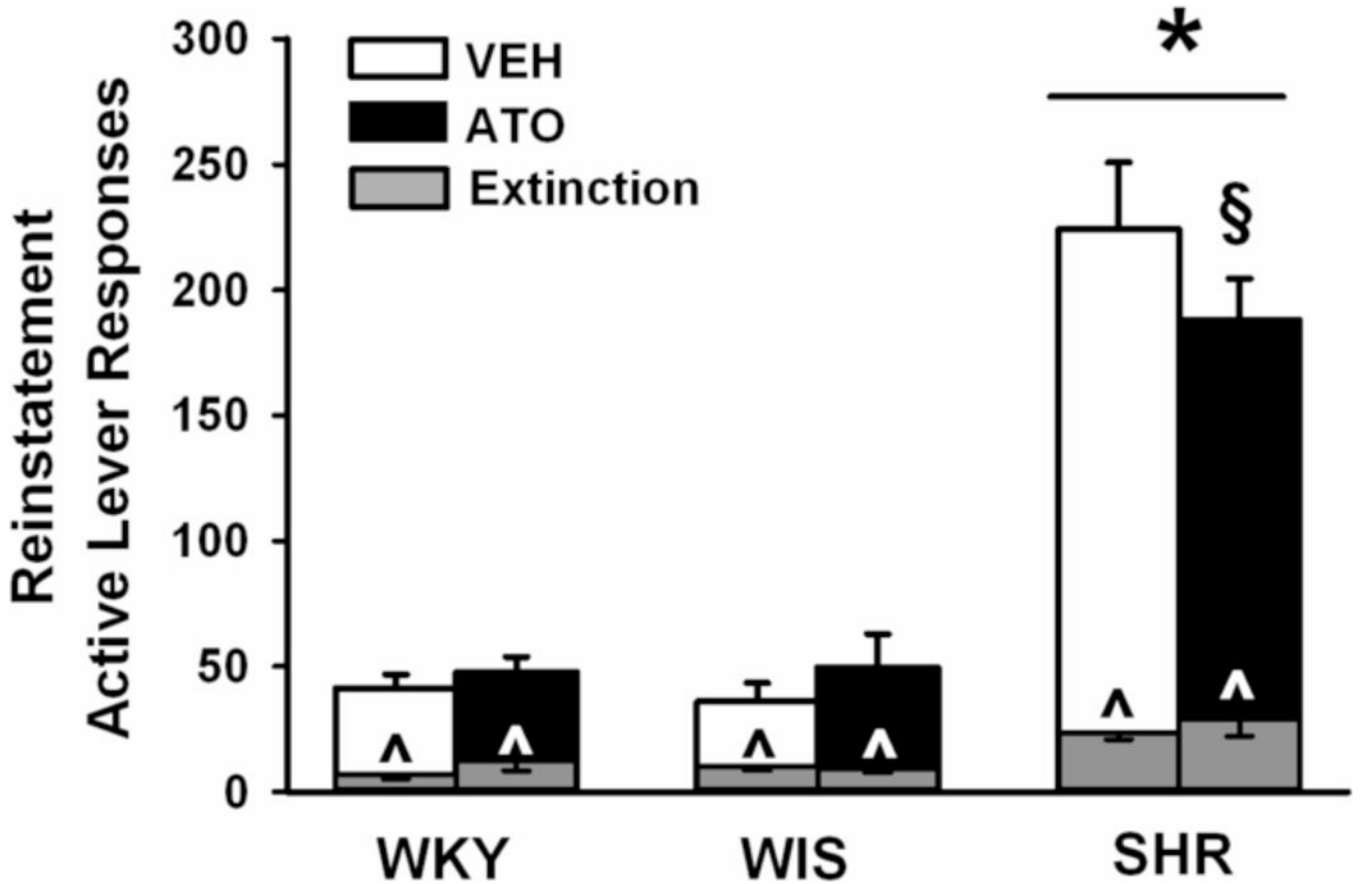 Reinstatement
Active Lever Responses
300
250
200
150
100
50
0
VEH
ATO
Extinction
*
§
^
^
^
^
^
^
WKY
WIS
SHR